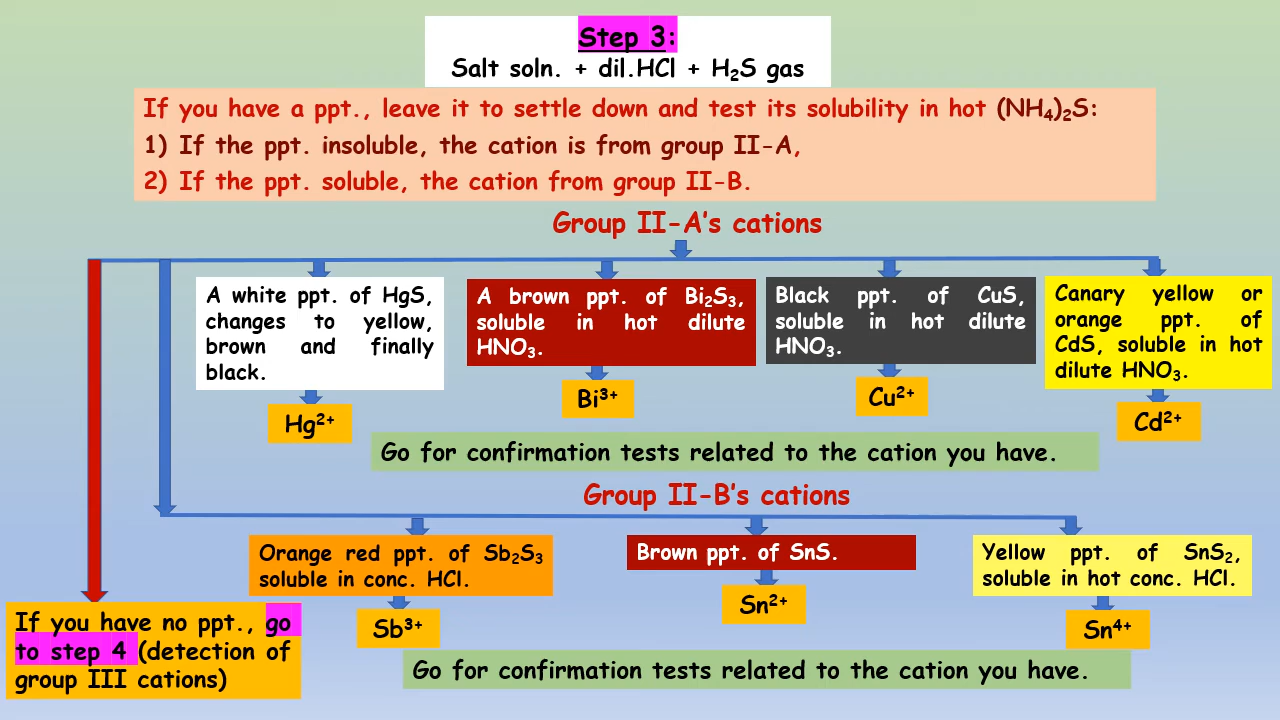 Step 3:
Salt soln. + dil.HCl + H₂S gas
If you have a ppt., leave it to settle down and test its solubility in hot (NH₄)₂S:
1) If the ppt. insoluble, the cation is from group II-A,
2) If the ppt. soluble, the cation from group II-B.
Group II-A's cations
A white ppt. of HgS,
changes to yellow,
brown and finally
black.
Hg²⁺
A brown ppt. of Bi₂S₃,
soluble in hot dilute
HNO₃.
Bi³⁺
Black ppt. of CuS,
soluble in hot dilute
HNO₃.
Cu²⁺
Canary yellow or
orange ppt. of
CdS, soluble in hot
dilute HNO₃.
Cd²⁺
Go for confirmation tests related to the cation you have.
Group II-B's cations
Orange red ppt. of Sb₂S₃
soluble in conc. HCl.
Sb³⁺
Brown ppt. of SnS.
Sn²⁺
Yellow ppt. of SnS₂,
soluble in hot conc. HCl.
Sn⁴⁺
Go for confirmation tests related to the cation you have.
If you have no ppt., go
to step 4 (detection of
group III cations)